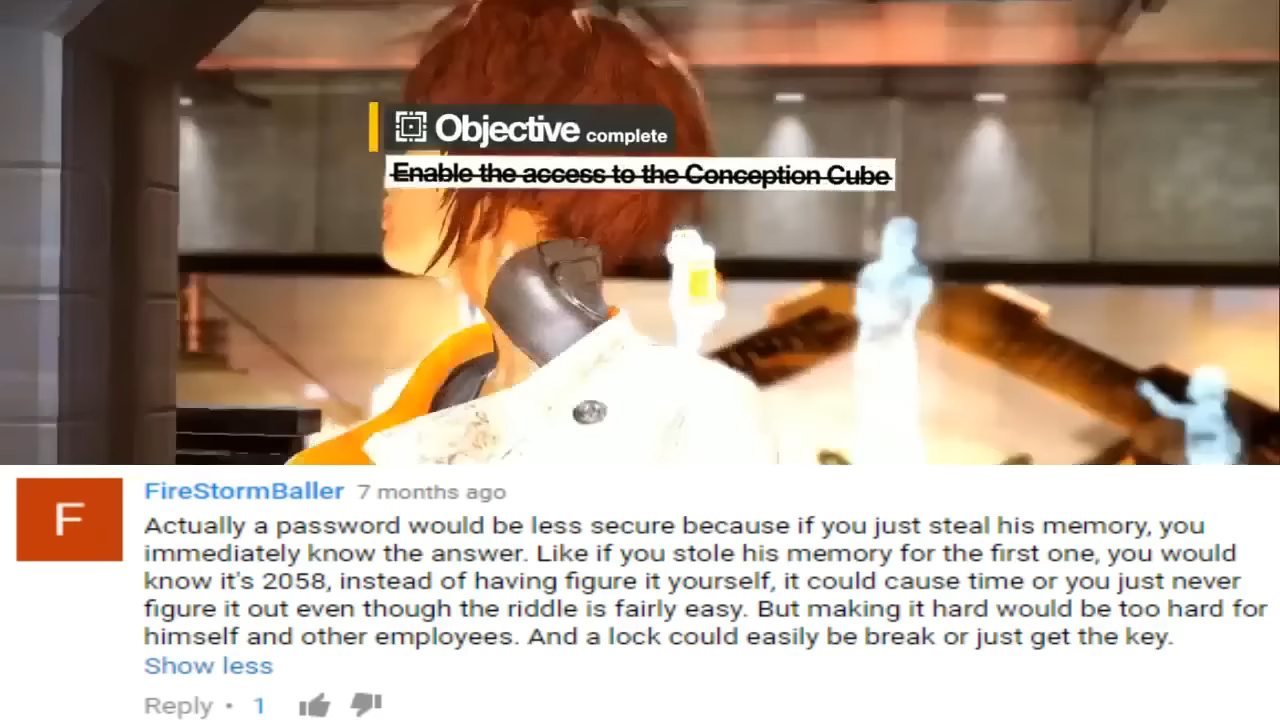 Objective complete
Enable the access to the Conception Cube
F
FireStormBaller 7 months ago
Actually a password would be less secure because if you just steal his memory, you
immediately know the answer. Like if you stole his memory for the first one, you would
know it's 2058, instead of having figure it yourself, it could cause time or you just never
figure it out even though the riddle is fairly easy. But making it hard would be too hard for
himself and other employees. And a lock could easily be break or just get the key.
Show less
Reply • 1